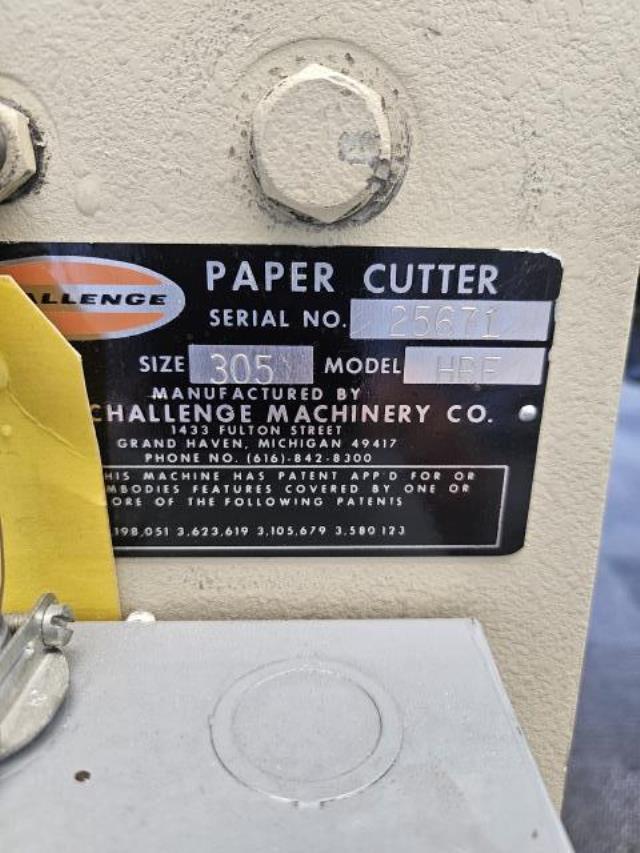 ALLENGE
PAPER CUTTER
SERIAL NO. 25671
SIZE 305 MODEL HBE
MANUFACTURED BY
CHALLENGE MACHINERY CO.
1433 FULTON STREET
GRAND HAVEN, MICHIGAN 49417
PHONE NO. (616)-842-8300
HIS MACHINE HAS PATENT APP'D FOR OR
MBODIES FEATURES COVERED BY ONE OR
ORE OF THE FOLLOWING PATENTS
198,051 3,623,619 3,105,679 3,580 123